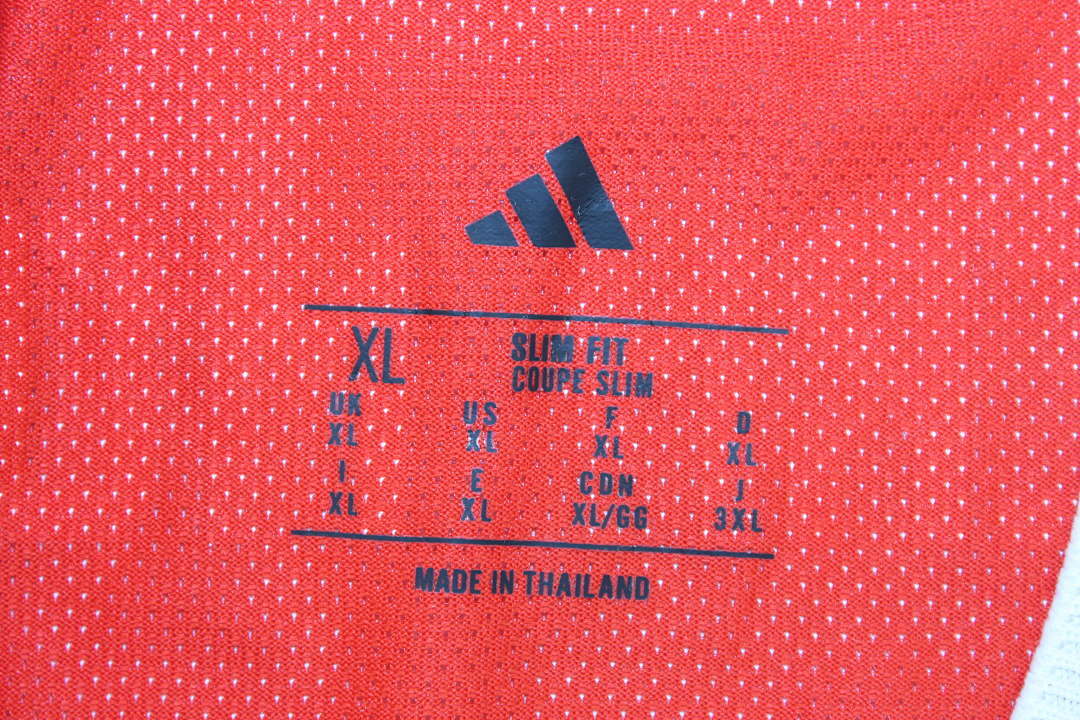 XL SLIM FIT
COUPE SLIM
UK US F D
XL XL XL XL
I E CDN J
XL XL XL/GG 3XL
MADE IN THAILAND